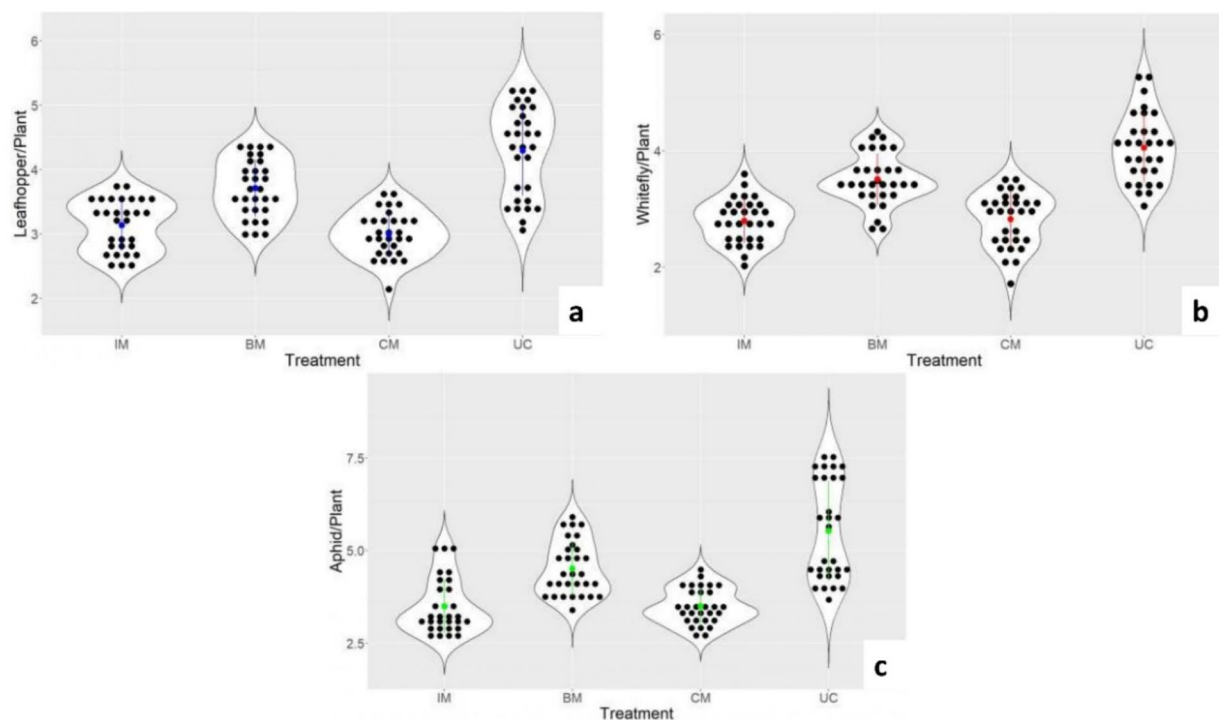 6
5
4
3
2
Leafhopper/Plant
IM BM CM UC
Treatment
a
6
4
2
Whitefly/Plant
IM BM CM UC
Treatment
b
7.5
5.0
2.5
Aphid/Plant
IM BM CM UC
Treatment
c